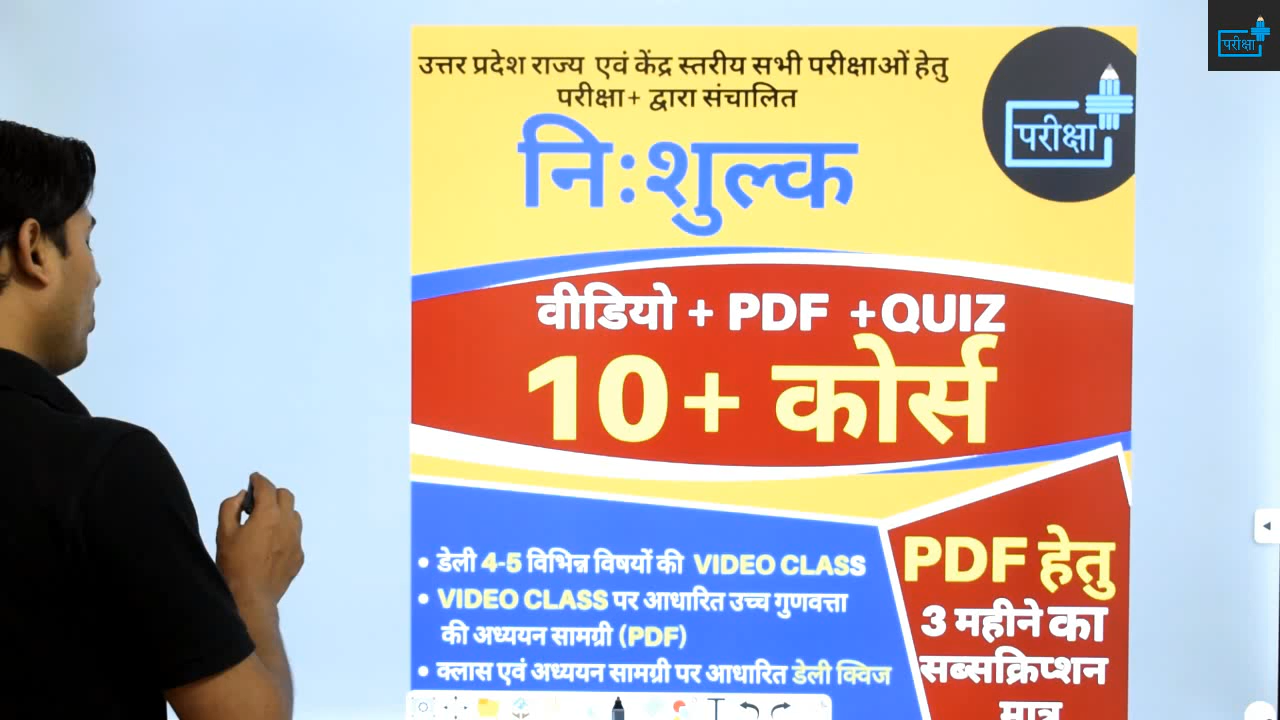 परीक्षा
उत्तर प्रदेश राज्य एवं केंद्र स्तरीय सभी परीक्षाओं हेतु
परीक्षा+ द्वारा संचालित
परीक्षा
निःशुल्क
वीडियो + PDF +QUIZ
10+ कोर्स
• डेली 4-5 विभिन्न विषयों की VIDEO CLASS
• VIDEO CLASS पर आधारित उच्च गुणवत्ता
की अध्ययन सामग्री (PDF)
• क्लास एवं अध्ययन सामग्री पर आधारित डेली क्विज
PDF हेतु
3 महीने का
सब्सक्रिप्शन
मात्र